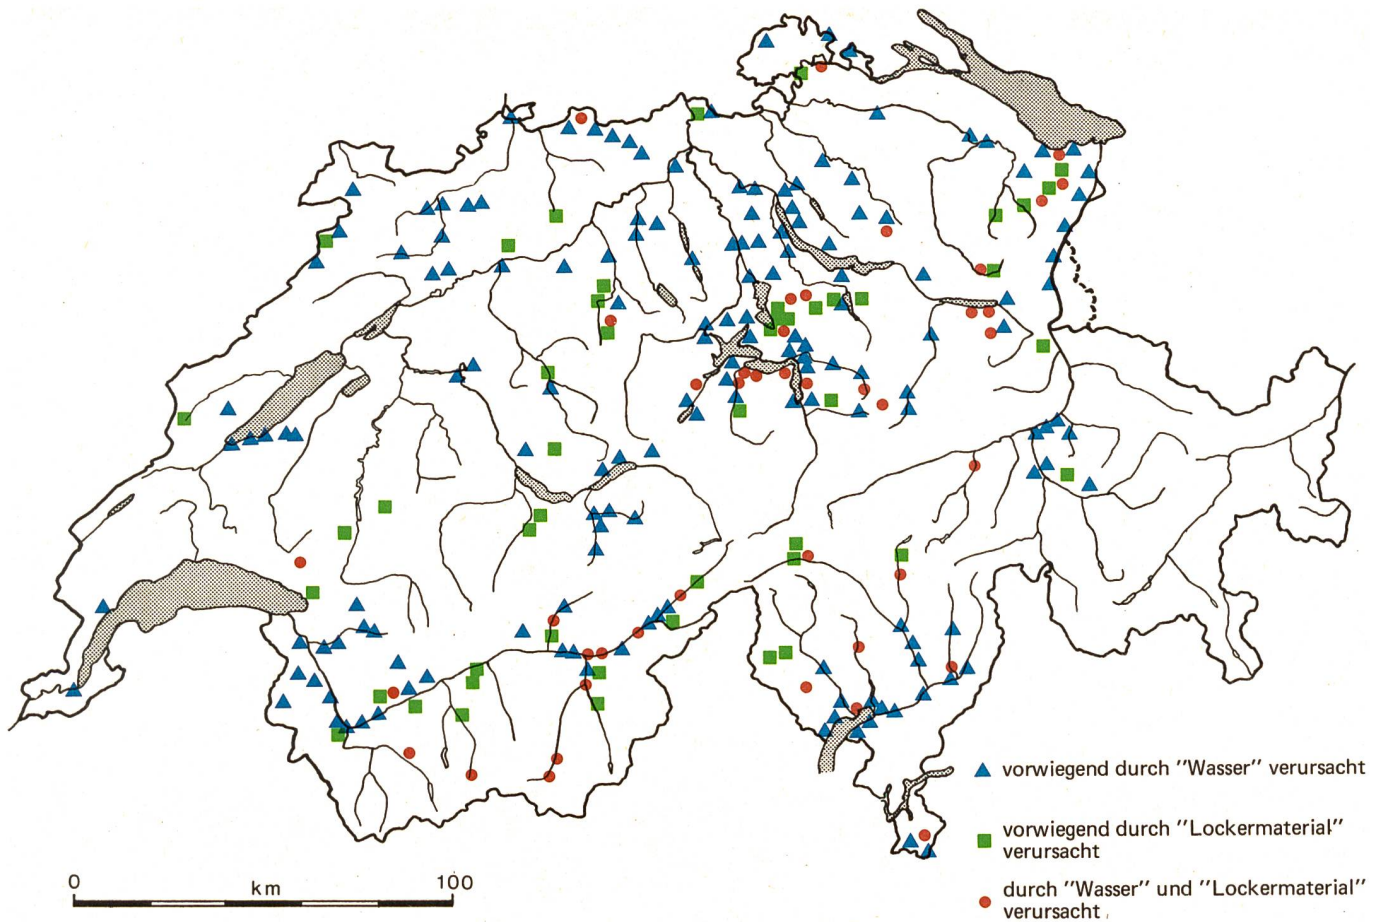 vorwiegend durch "Wasser" verursacht
vorwiegend durch "Lockermaterial"
verursacht
durch "Wasser" und "Lockermaterial"
verursacht
0 km 100